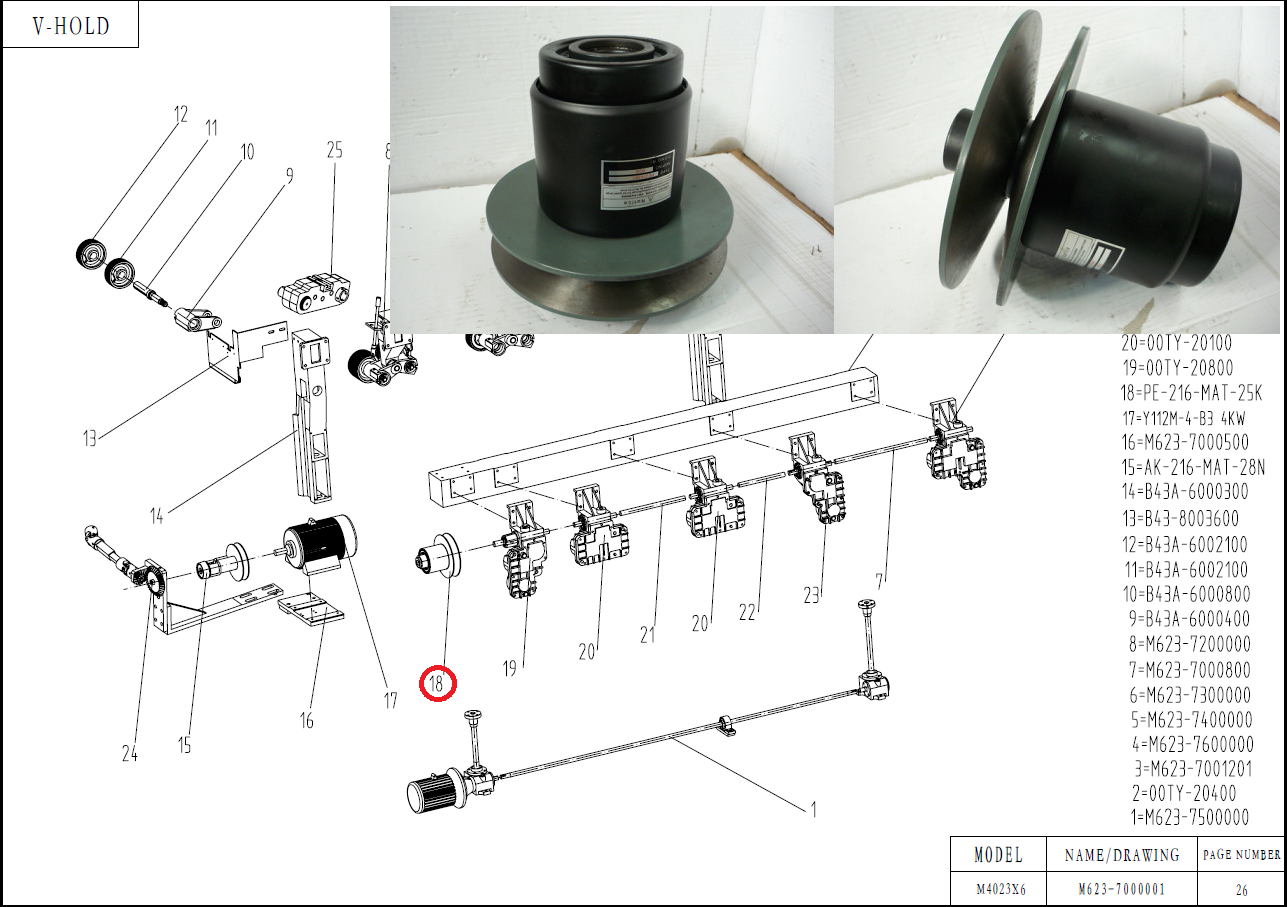 V-HOLD
12
11
10
25
8
9
20=00TY-20100
19=00TY-20800
18=PE-216-MAT-25K
17=Y112M-4-B3 4KW
16=M623-7000500
15=AK-216-MAT-28N
14=B43A-6000300
13=B43-8003600
12=B43A-6002100
11=B43A-6002100
10=B43A-6000800
9=B43A-6000400
8=M623-7200000
7=M623-7000800
6=M623-7300000
5=M623-7400000
4=M623-7600000
3=M623-7001201
2=00TY-20400
1=M623-7500000
13
14
7
23
22
20
21
20
19
18
17
16
15
24
1
MODEL NAME/DRAWING PAGE NUMBER
M4023X6 M623-7000001 26